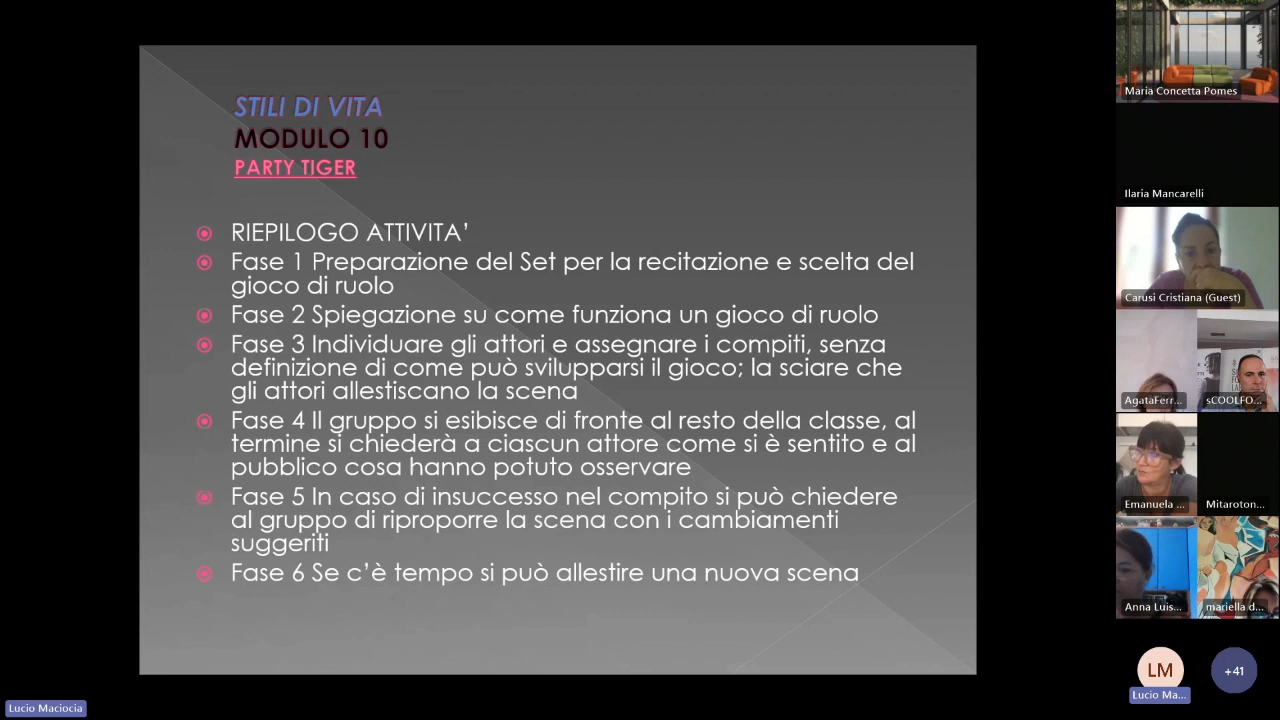 STILI DI VITA
MODULO 10
PARTY TIGER
RIEPILOGO ATTIVITA’
Fase 1 Preparazione del Set per la recitazione e scelta del
gioco di ruolo
Fase 2 Spiegazione su come funziona un gioco di ruolo
Fase 3 Individuare gli attori e assegnare i compiti, senza
definizione di come può svilupparsi il gioco; la sciare che
gli attori allestiscano la scena
Fase 4 Il gruppo si esibisce di fronte al resto della classe, al
termine si chiederà a ciascun attore come si è sentito e al
pubblico cosa hanno potuto osservare
Fase 5 In caso di insuccesso nel compito si può chiedere
al gruppo di riproporre la scena con i cambiamenti
suggeriti
Fase 6 Se c’è tempo si può allestire una nuova scena
Lucio Maciocia
Maria Concetta Pomes
Ilaria Mancarelli
Carusi Cristiana (Guest)
AgataFerr...
sCOOLFO...
Emanuela ...
Mitaroton...
Anna Luis...
mariella d...
LM
Lucio Ma...
+41